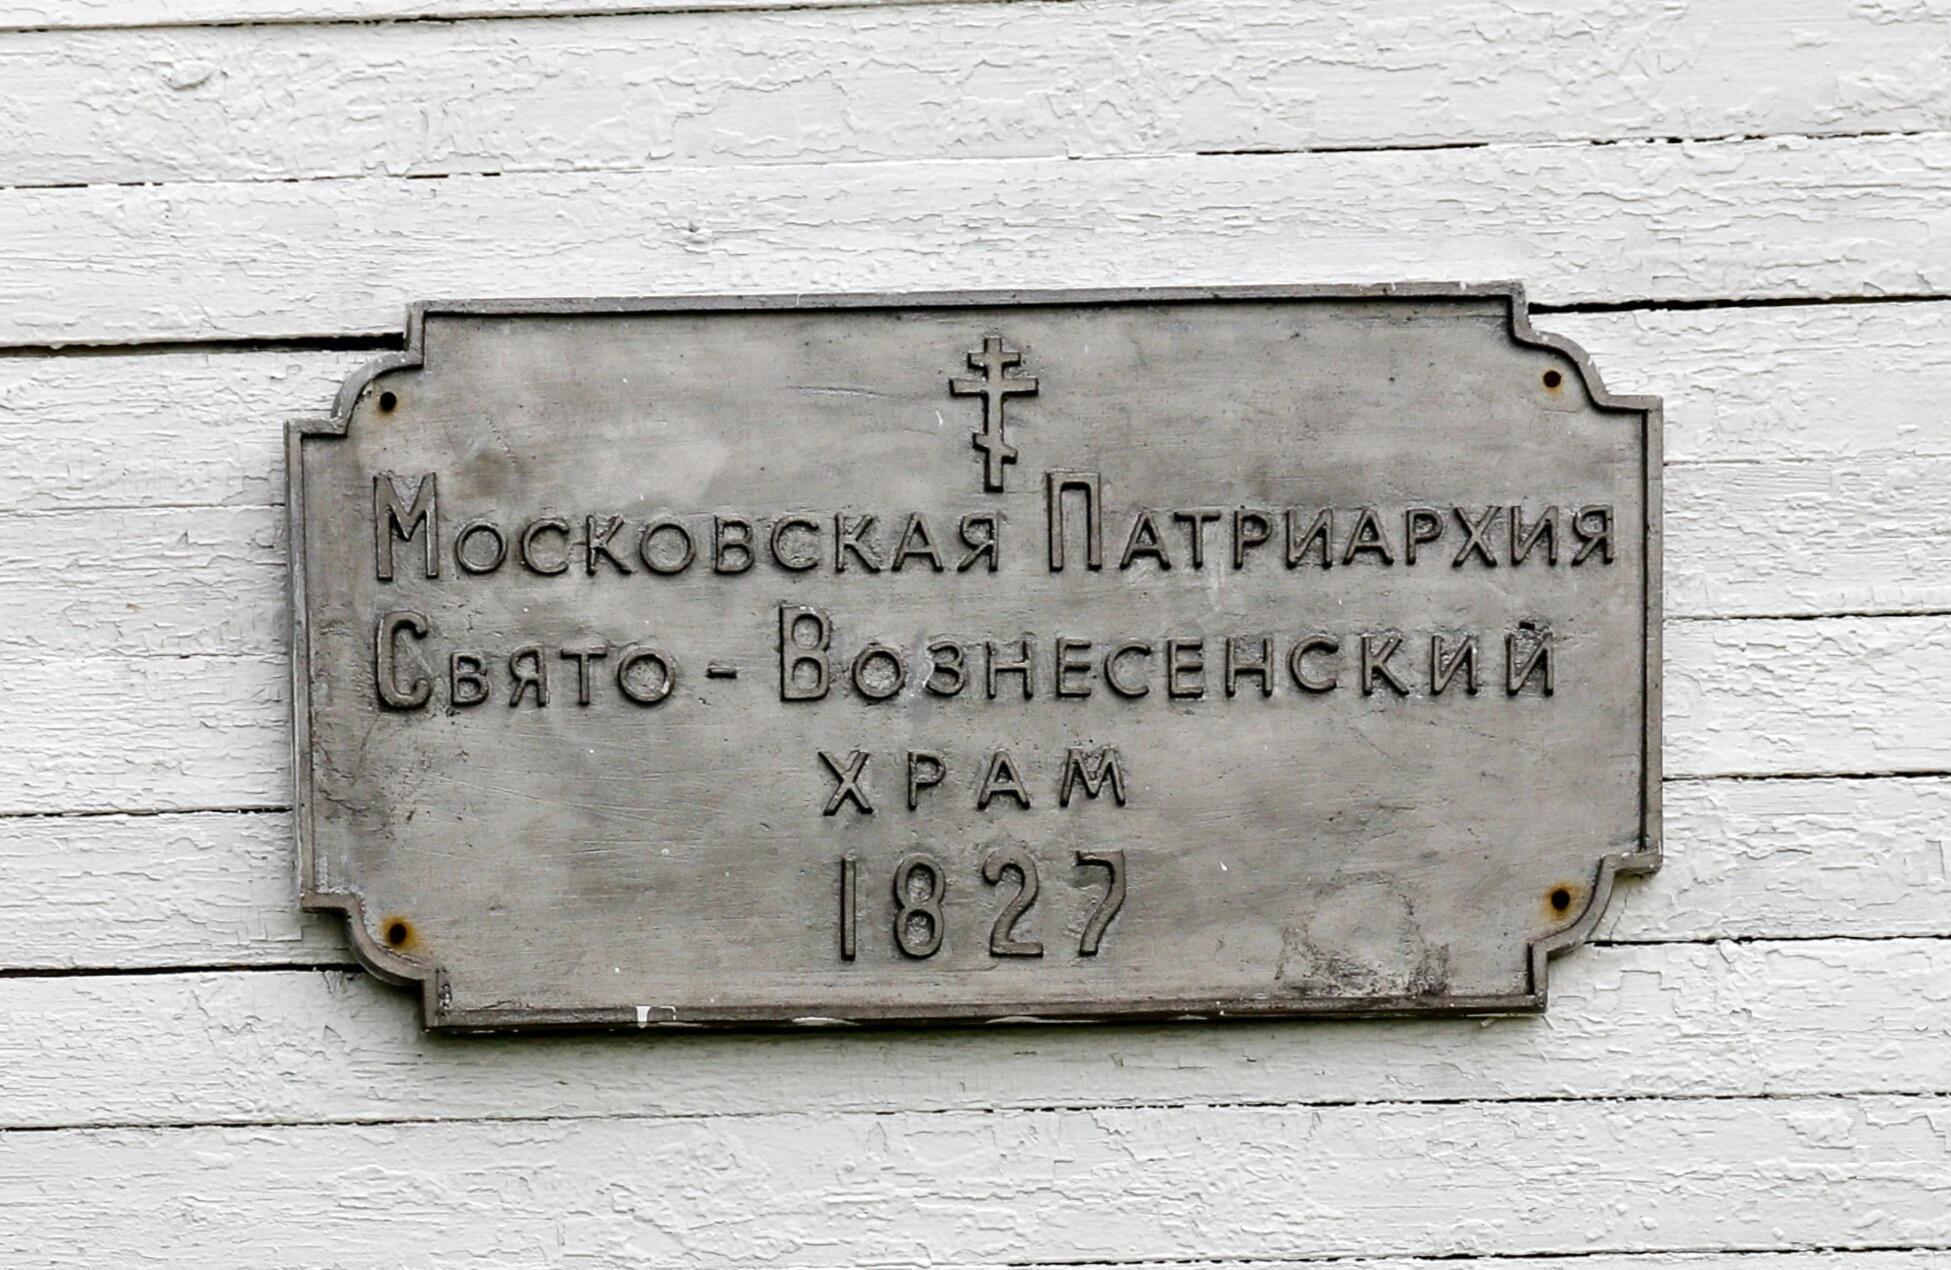 Московская Патриархия
Свято - Вознесенский
храм
1827